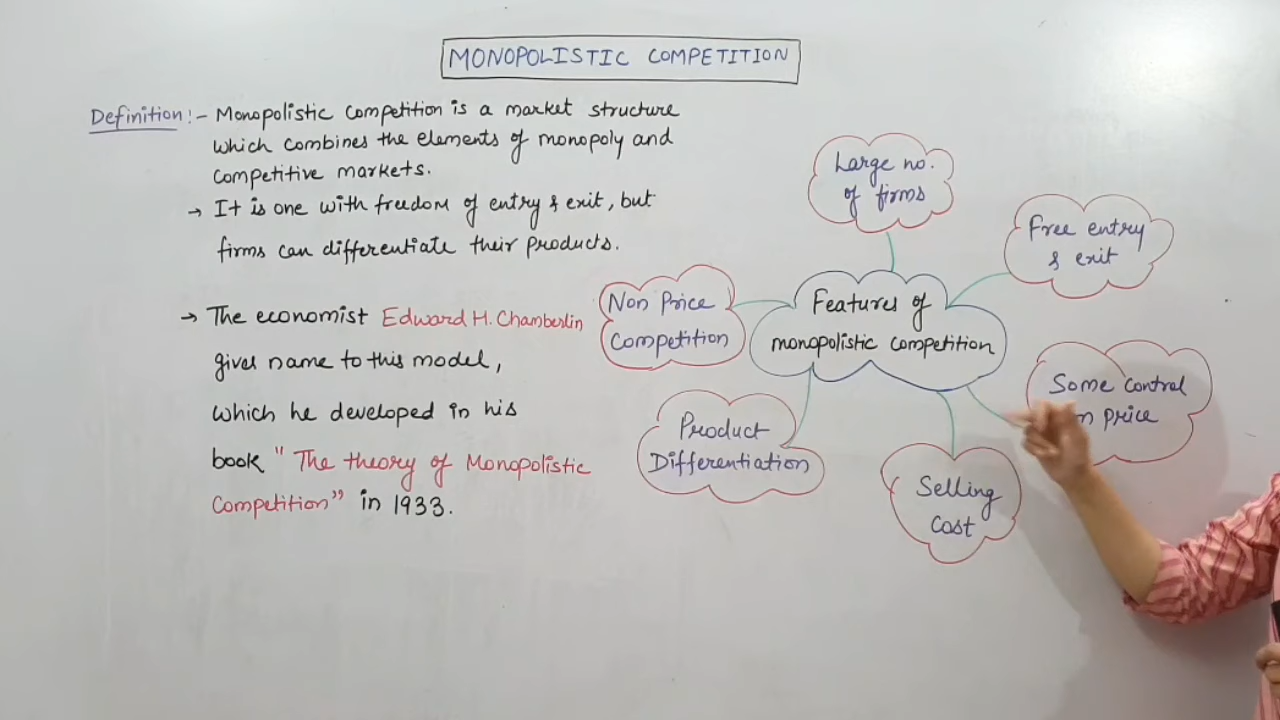 MONOPOLISTIC COMPETITION
Definition :- Monopolistic competition is a market structure
which combines the elements of monopoly and
competitive markets.
→ It is one with freedom of entry & exit, but
firms can differentiate their products.
→ The economist Edward H. Chamberlin
gives name to this model,
which he developed in his
book "The theory of Monopolistic
Competition" in 1933.
Large no.
of firms
Free entry
& exit
Non Price
Competition
Features of
monopolistic competition
Some control
price
Product
Differentiation
Selling
Cost